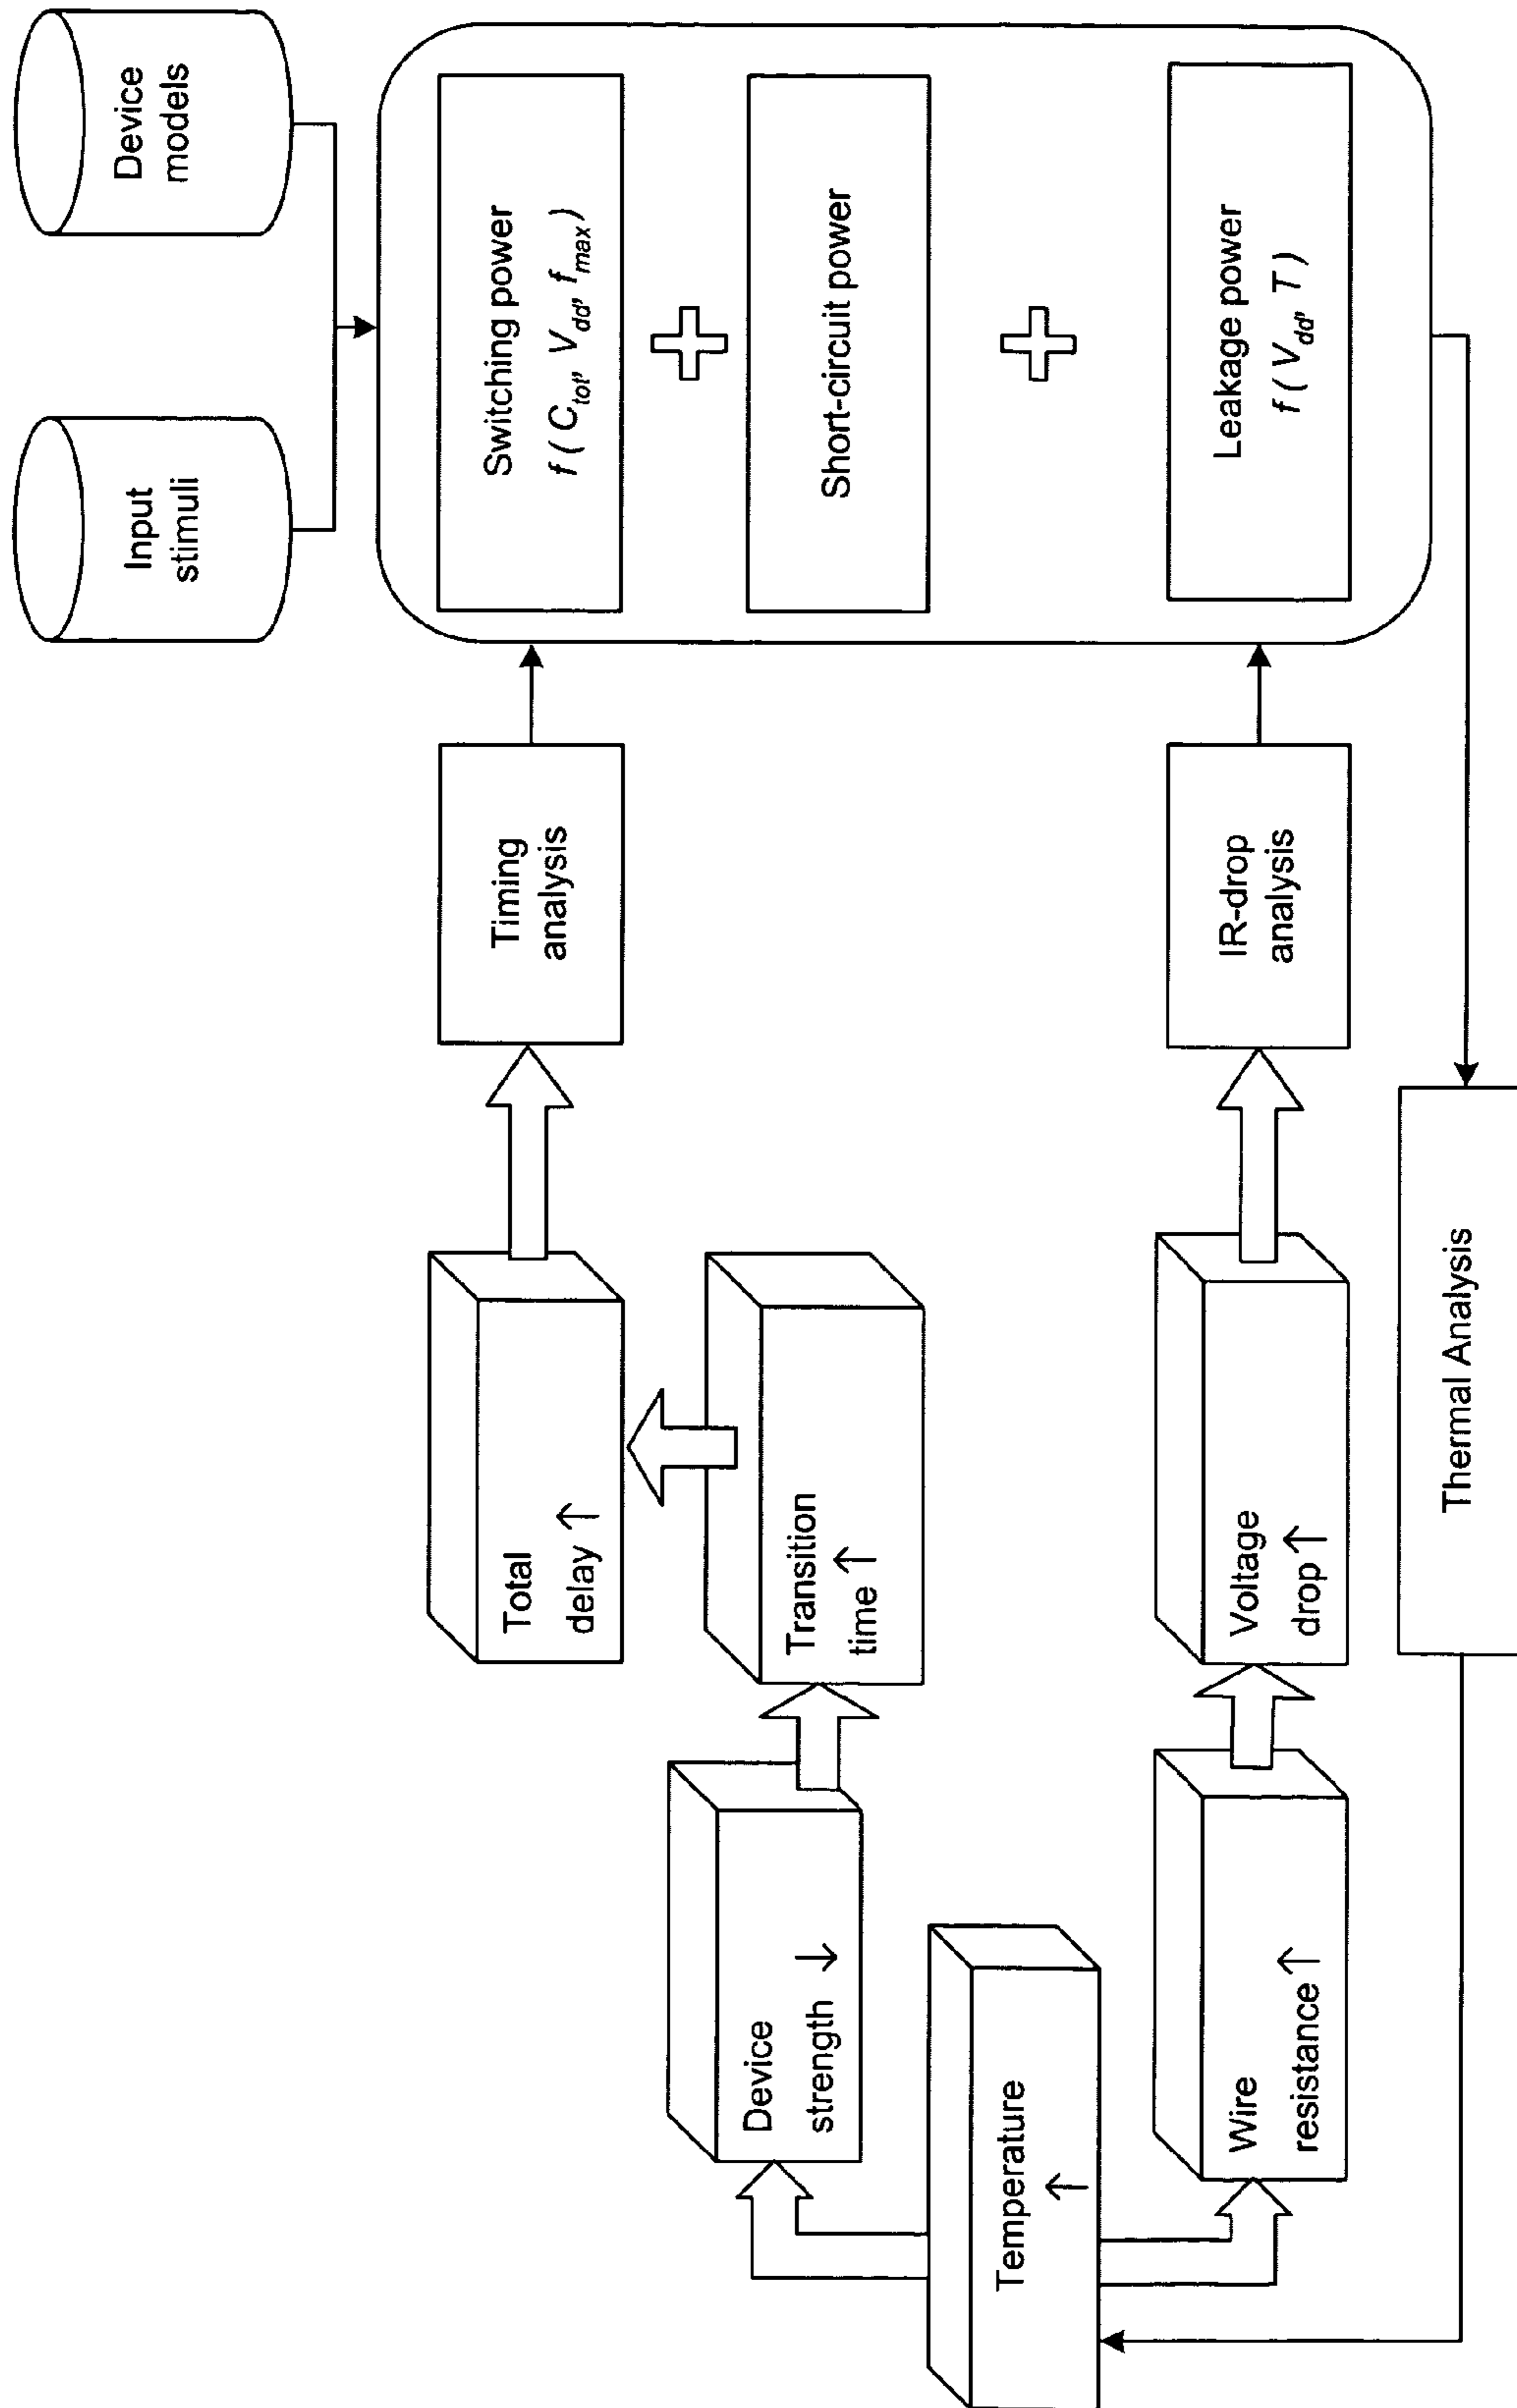 Input
stimuli
Device
models
Total
delay ↑
Timing
analysis
Switching power
f ( C_tot, V_dd, f_max )
Device
strength ↓
Transition
time ↑
Short-circuit power
Temperature
↑
Wire
resistance ↑
Voltage
drop ↑
IR-drop
analysis
Leakage power
f ( V_dd, T )
Thermal Analysis